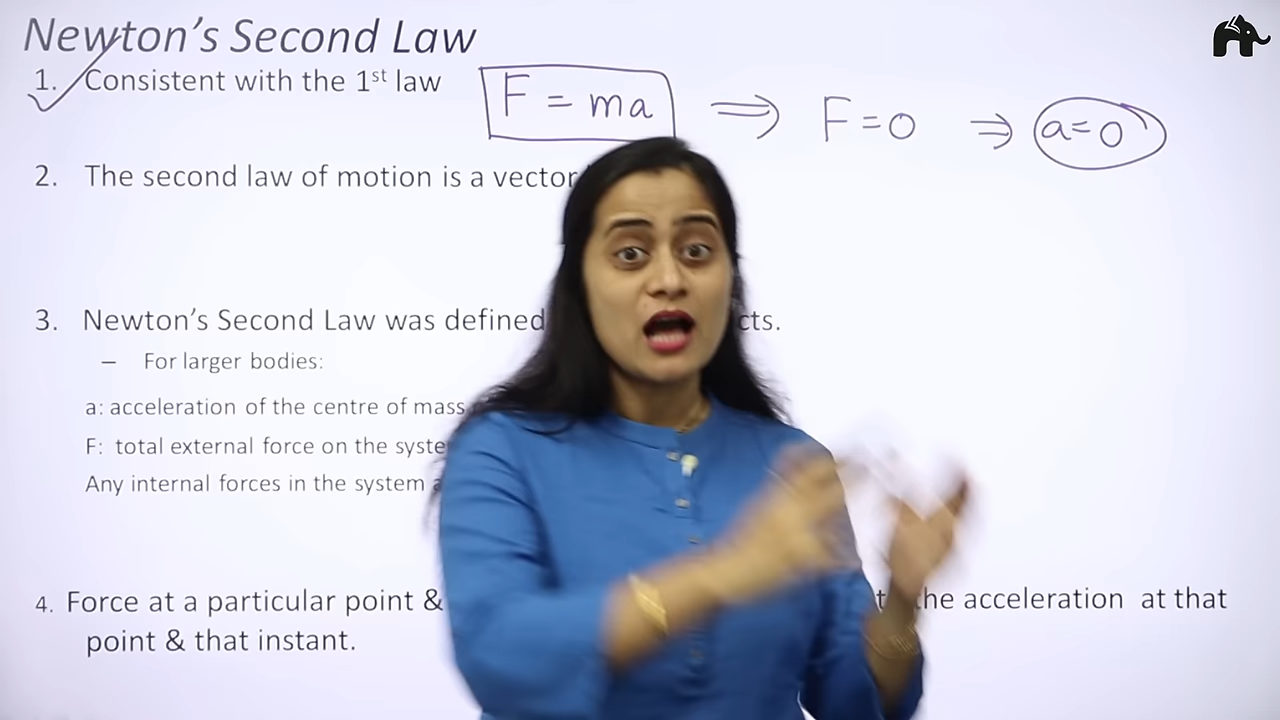 Newton's Second Law
1. Consistent with the 1st law
F = ma ⇒ F = 0 ⇒ a = 0
2. The second law of motion is a vector
3. Newton's Second Law was defined
– For larger bodies:
a: acceleration of the centre of mass
F: total external force on the
Any internal forces in the system
4. Force at a particular point & the acceleration at that
point & that instant.